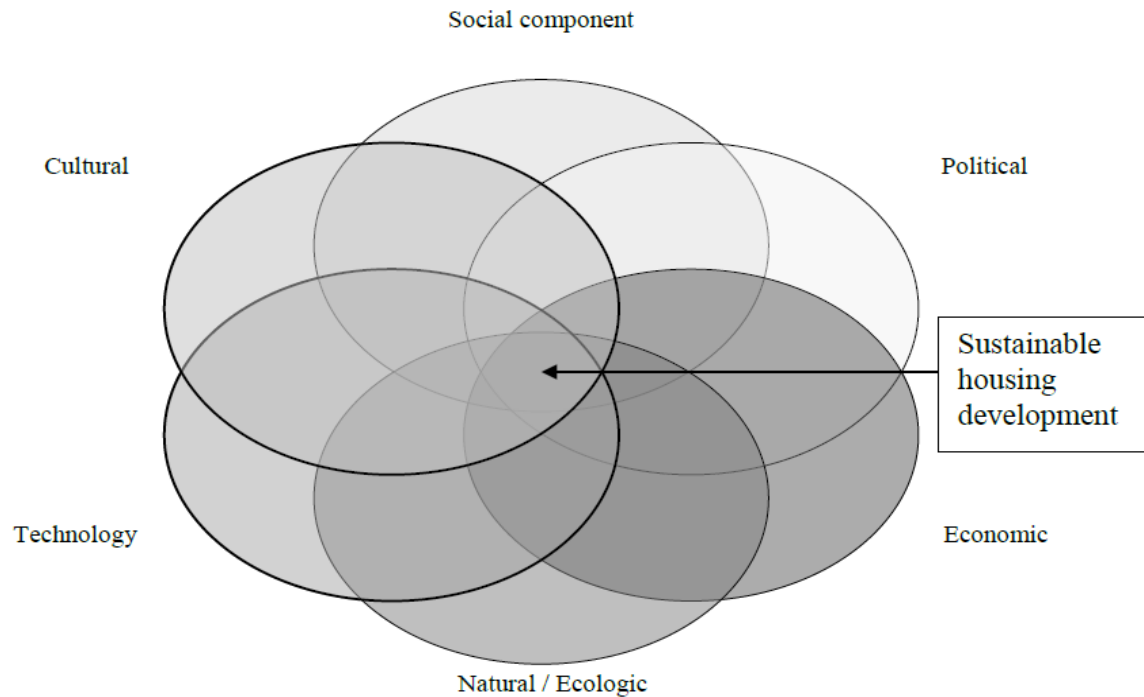 Social component
Cultural
Political
Sustainable
housing
development
Technology
Economic
Natural / Ecologic